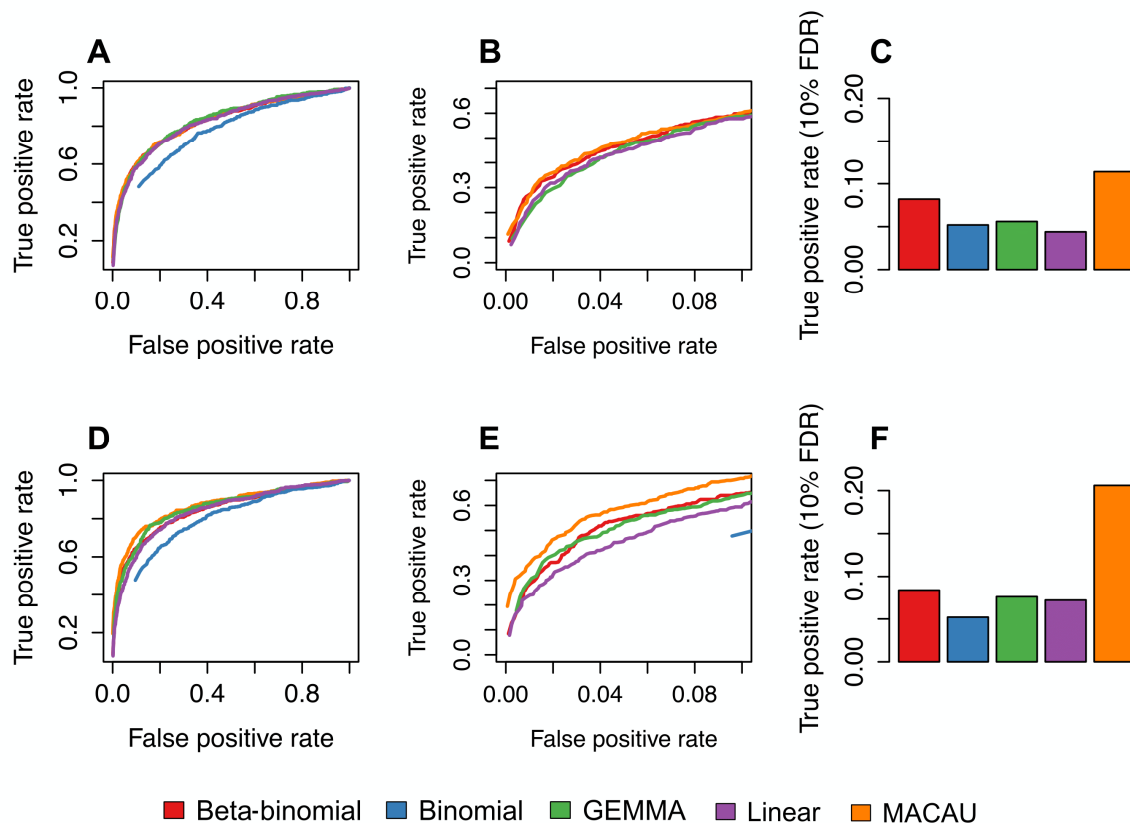 A
True positive rate
1.0
0.6
0.2
0.0 0.4 0.8
False positive rate
B
True positive rate
0.6
0.3
0.0
0.00 0.04 0.08
False positive rate
C
True positive rate (10% FDR)
0.20
0.10
0.00
D
True positive rate
1.0
0.6
0.2
0.0 0.4 0.8
False positive rate
E
True positive rate
0.6
0.3
0.0
0.00 0.04 0.08
False positive rate
F
True positive rate (10% FDR)
0.20
0.10
0.00
Beta-binomial Binomial GEMMA Linear MACAU